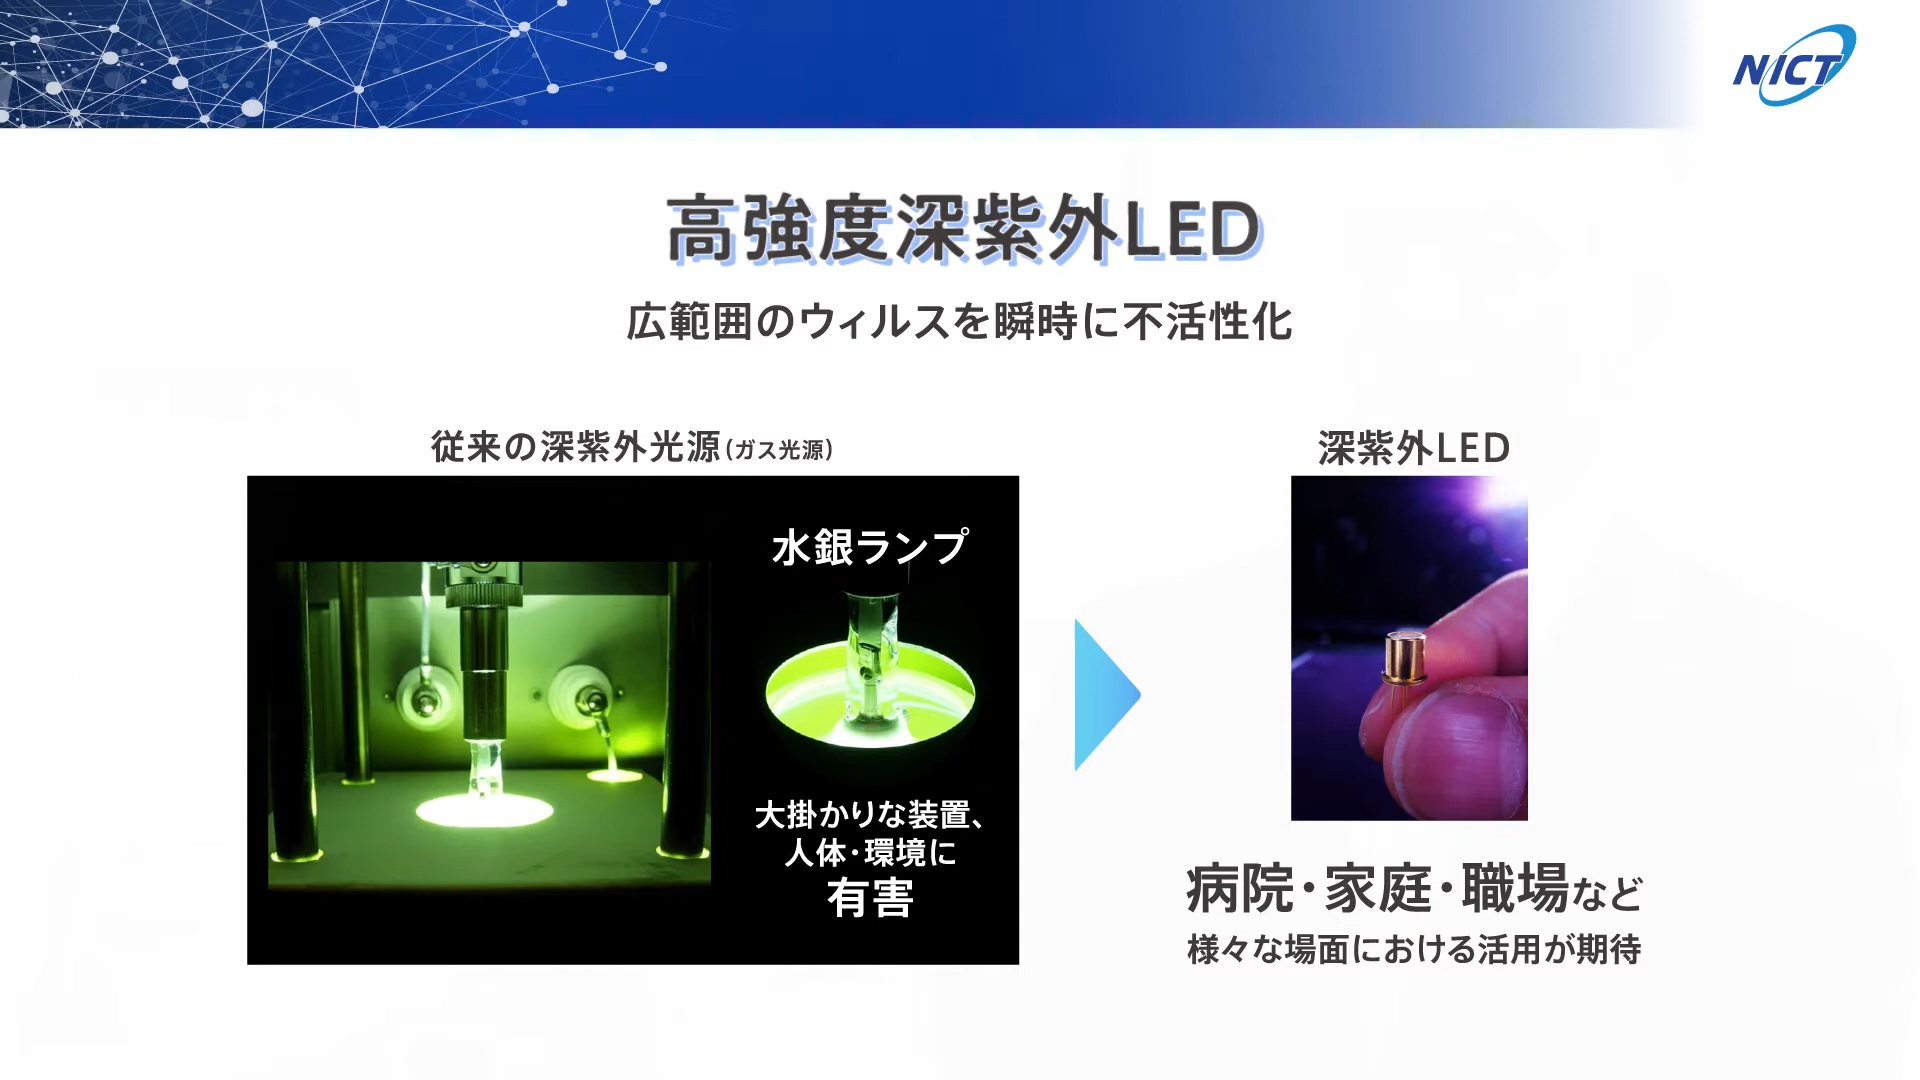 NICT
高強度深紫外LED
広範囲のウィルスを瞬時に不活性化
従来の深紫外光源(ガス光源)
水銀ランプ
大掛かりな装置、
人体・環境に
有害
深紫外LED
病院・家庭・職場など
様々な場面における活用が期待